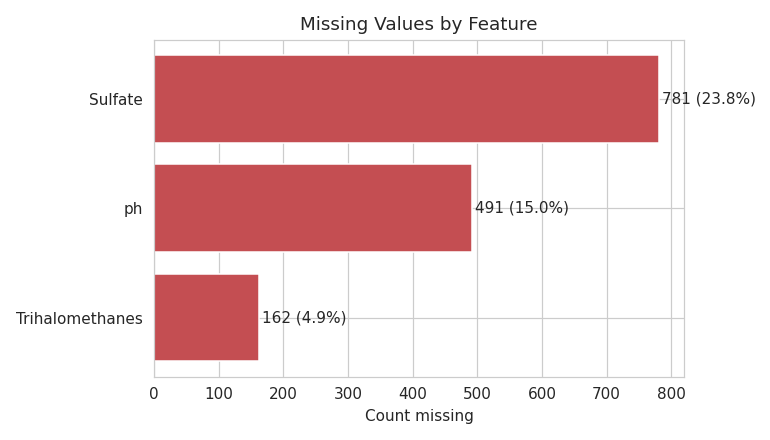 Missing Values by Feature
Sulfate
781 (23.8%)
ph
491 (15.0%)
Trihalomethanes
162 (4.9%)
0 100 200 300 400 500 600 700 800
Count missing